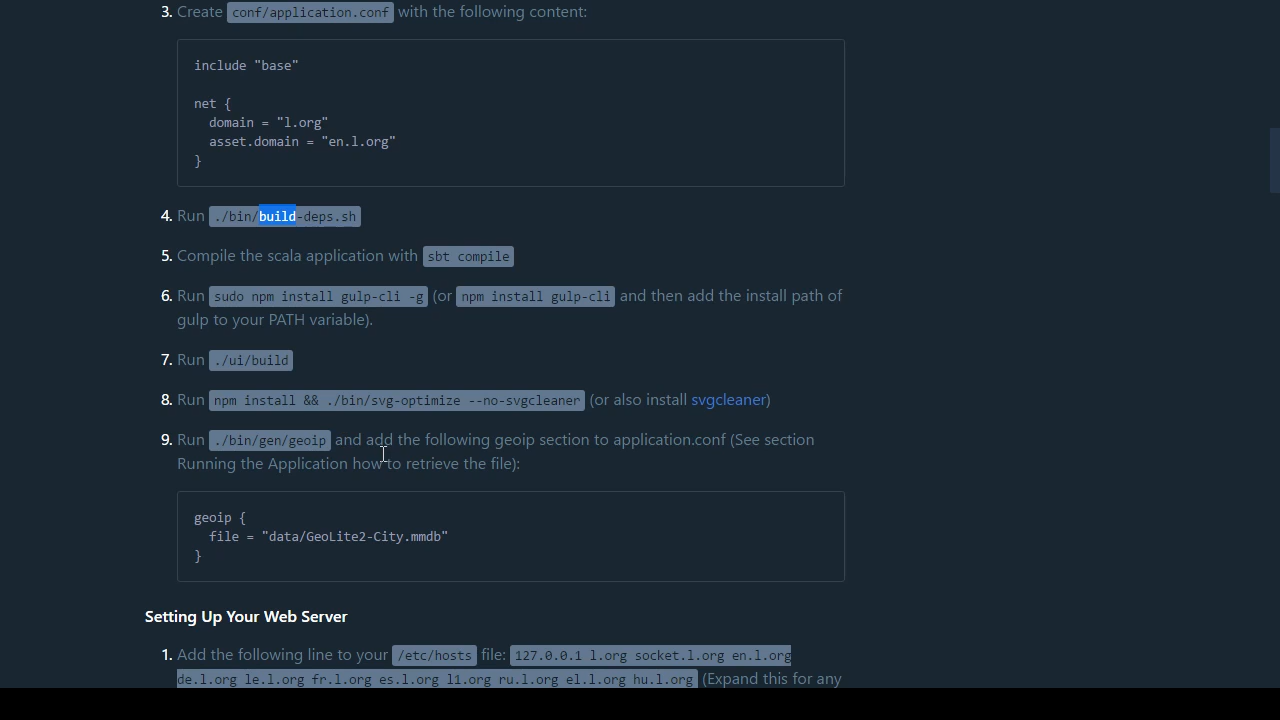 3. Create conf/application.conf with the following content:
include "base"
net {
domain = "l.org"
asset.domain = "en.l.org"
}
4. Run ./bin/build-deps.sh
5. Compile the scala application with sbt compile
6. Run sudo npm install gulp-cli -g (or npm install gulp-cli and then add the install path of
gulp to your PATH variable).
7. Run ./ui/build
8. Run npm install && ./bin/svg-optimize --no-svgcleaner (or also install svgcleaner)
9. Run ./bin/gen/geoip and add the following geoip section to application.conf (See section
Running the Application how to retrieve the file):
geoip {
file = "data/GeoLite2-City.mmdb"
}
Setting Up Your Web Server
1. Add the following line to your /etc/hosts file: 127.0.0.1 l.org socket.l.org en.l.org
de.l.org le.l.org fr.l.org es.l.org l1.org ru.l.org el.l.org hu.l.org (Expand this for any